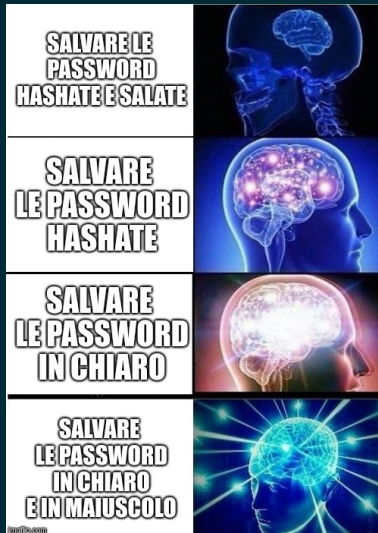 SALVARE LE
PASSWORD
HASHATE E SALATE
SALVARE
LE PASSWORD
HASHATE
SALVARE
LE PASSWORD
IN CHIARO
SALVARE
LE PASSWORD
IN CHIARO
E IN MAIUSCOLO
imgflip.com